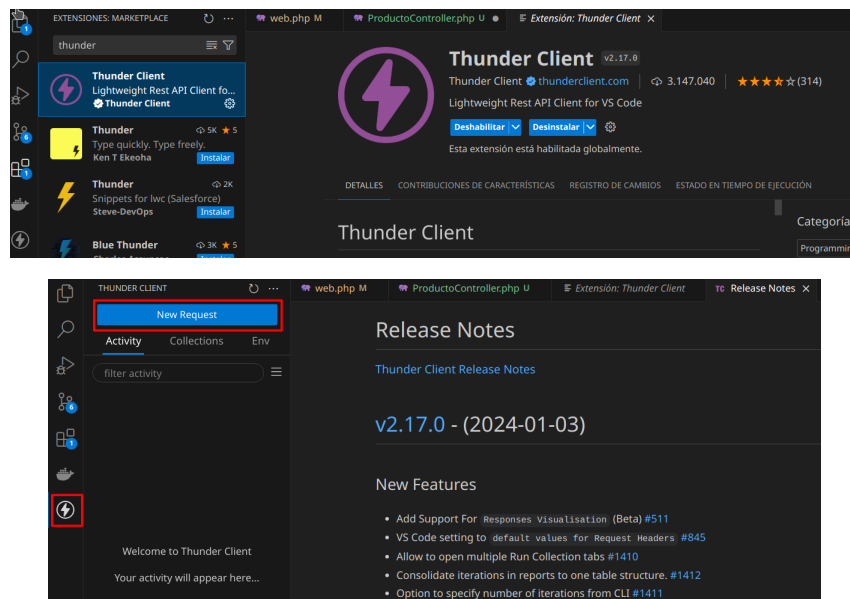 EXTENSIONES: MARKETPLACE
web.php M
ProductoController.php U
Extensión: Thunder Client
thunder
Thunder Client
Lightweight Rest API Client fo...
Thunder Client
Thunder 5K 5
Type quickly. Type freely.
Ken T Ekeoha Instalar
Thunder 2K
Snippets for lwc (Salesforce)
Steve-DevOps Instalar
Blue Thunder 3K 5
Thunder Client v2.17.0
Thunder Client thunderclient.com 3.147.040 (314)
Lightweight Rest API Client for VS Code
Deshabilitar Desinstalar
Esta extensión está habilitada globalmente.
DETALLES CONTRIBUCIONES DE CARACTERÍSTICAS REGISTRO DE CAMBIOS ESTADO EN TIEMPO DE EJECUCIÓN
Thunder Client
Categoría
Programmin
1
6
1
THUNDER CLIENT
web.php M
ProductoController.php U
Extensión: Thunder Client
TC Release Notes
New Request
Activity Collections Env
filter activity
Welcome to Thunder Client
Your activity will appear here...
6
1
Release Notes
Thunder Client Release Notes
v2.17.0 - (2024-01-03)
New Features
• Add Support For Responses Visualisation (Beta) #511
• VS Code setting to default values for Request Headers #845
• Allow to open multiple Run Collection tabs #1410
• Consolidate iterations in reports to one table structure. #1412
• Option to specify number of iterations from CLI #1411